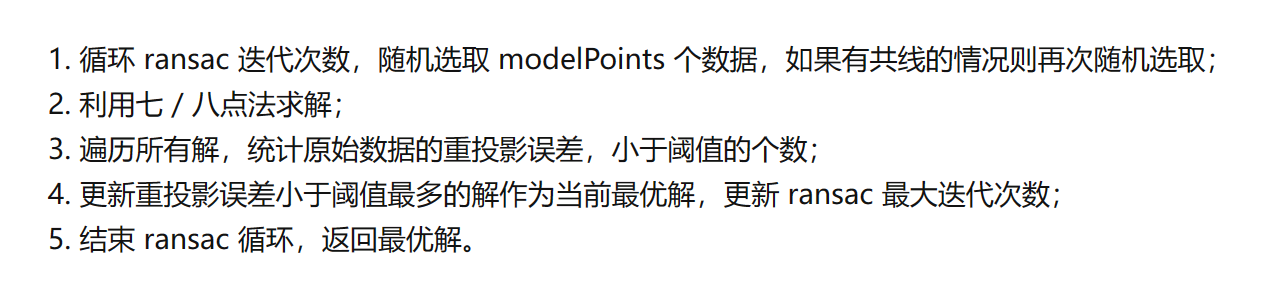 1. 循环 ransac 迭代次数，随机选取 modelPoints 个数据，如果有共线的情况则再次随机选取；
2. 利用七 / 八点法求解；
3. 遍历所有解，统计原始数据的重投影误差，小于阈值的个数；
4. 更新重投影误差小于阈值最多的解作为当前最优解，更新 ransac 最大迭代次数；
5. 结束 ransac 循环，返回最优解。